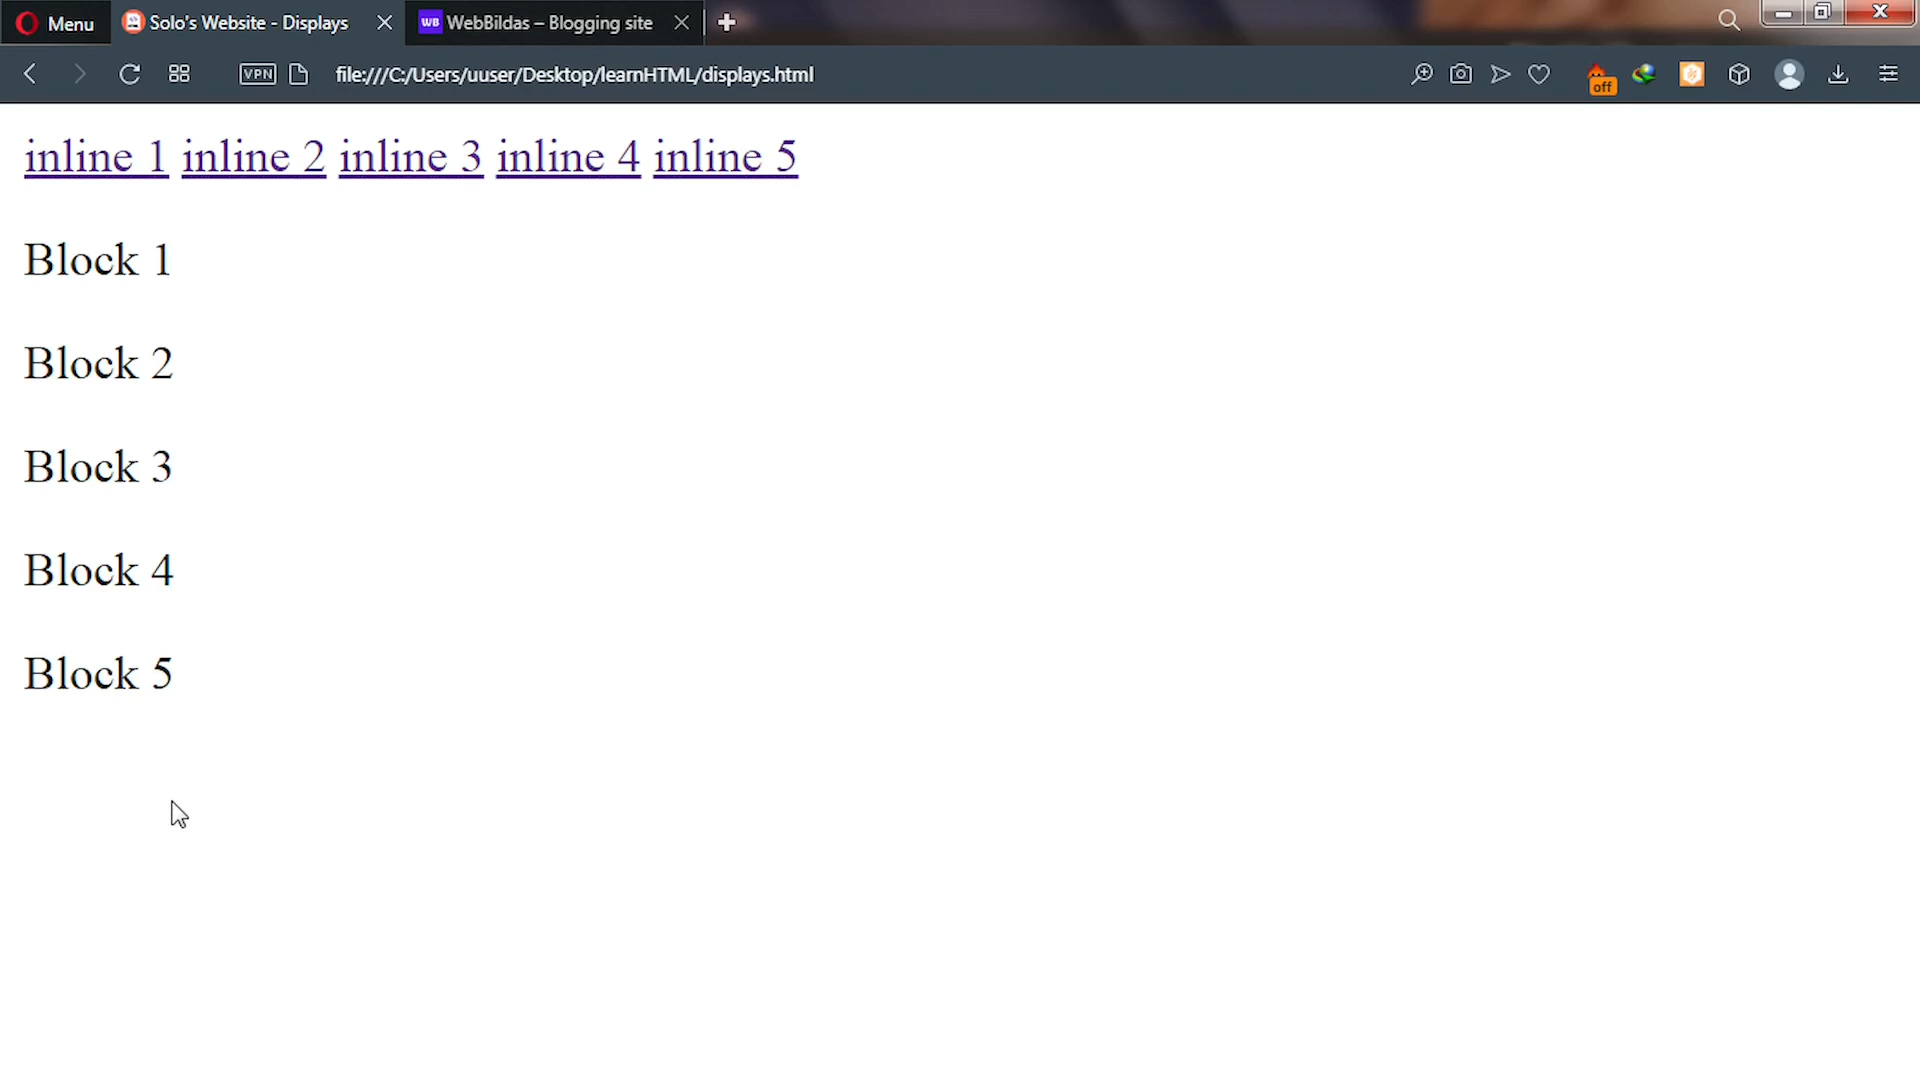 Menu Solo's Website - Displays WB WebBildas – Blogging site
VPN file:///C:/Users/uuser/Desktop/learnHTML/displays.html off
inline 1 inline 2 inline 3 inline 4 inline 5
Block 1
Block 2
Block 3
Block 4
Block 5